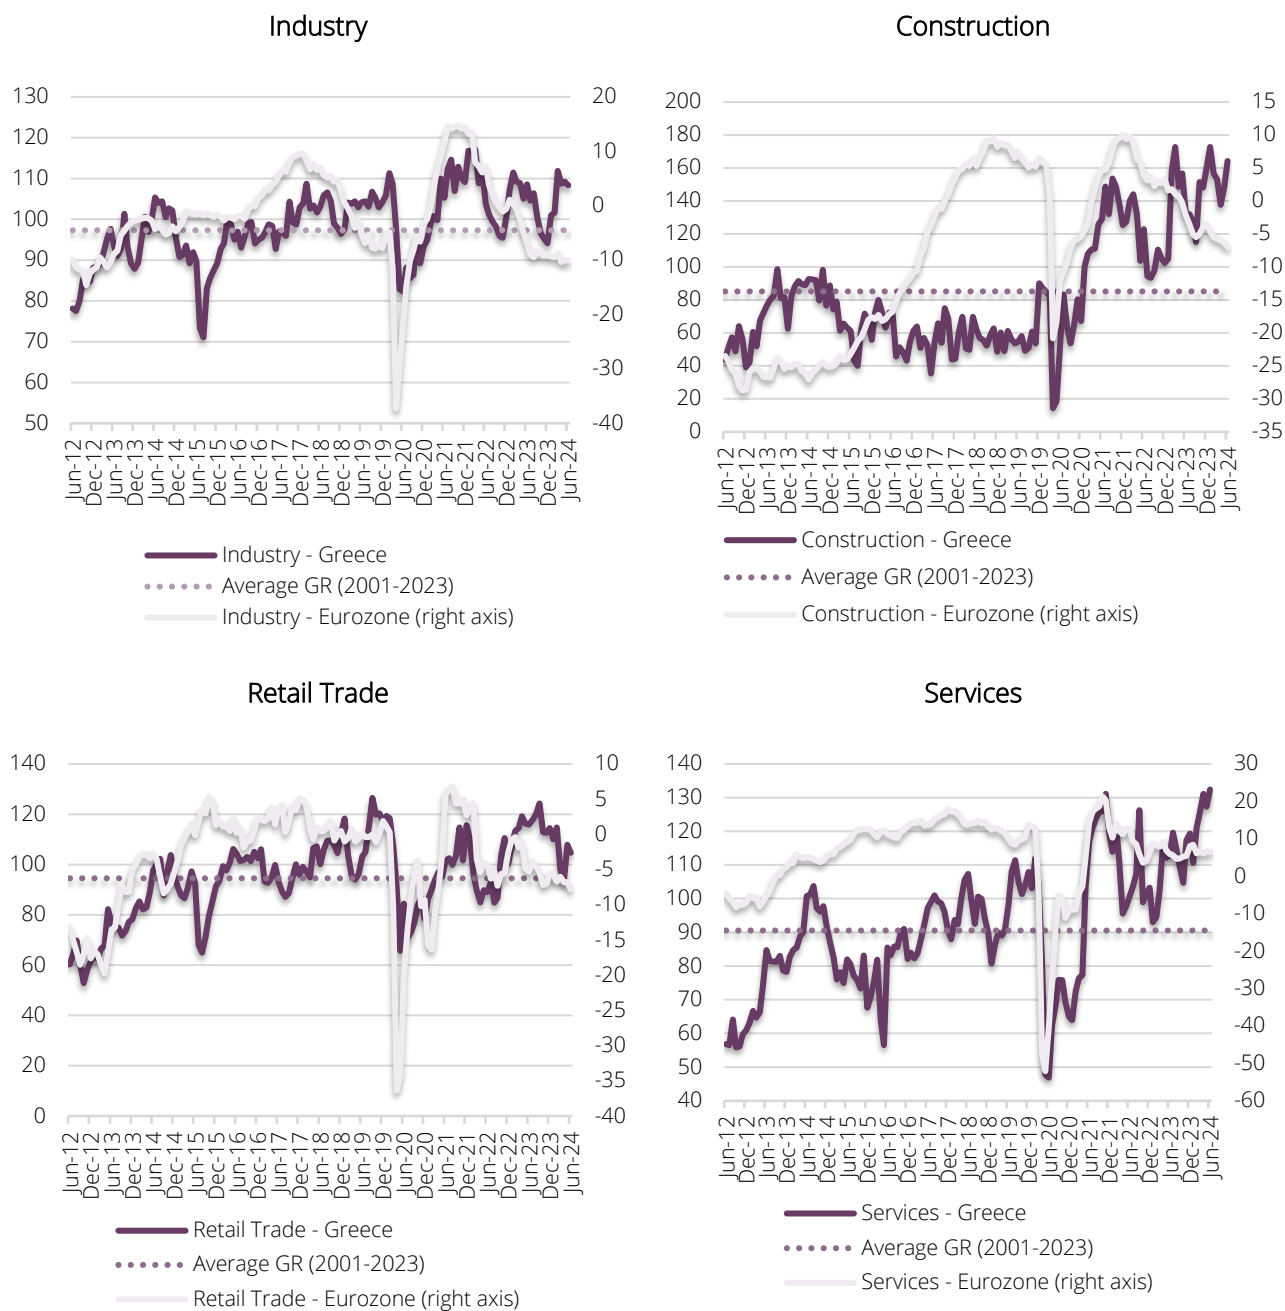 Industry
130
120
110
100
90
80
70
60
50
20
10
0
-10
-20
-30
-40
Jun-12
Dec-12
Jun-13
Dec-13
Jun-14
Dec-14
Jun-15
Dec-15
Jun-16
Dec-16
Jun-17
Dec-17
Jun-18
Dec-18
Jun-19
Dec-19
Jun-20
Dec-20
Jun-21
Dec-21
Jun-22
Dec-22
Jun-23
Dec-23
Jun-24
Industry - Greece
Average GR (2001-2023)
Industry - Eurozone (right axis)
Construction
200
180
160
140
120
100
80
60
40
20
0
15
10
5
0
-5
-10
-15
-20
-25
-30
-35
Jun-12
Dec-12
Jun-13
Dec-13
Jun-14
Dec-14
Jun-15
Dec-15
Jun-16
Dec-16
Jun-17
Dec-17
Jun-18
Dec-18
Jun-19
Dec-19
Jun-20
Dec-20
Jun-21
Dec-21
Jun-22
Dec-22
Jun-23
Dec-23
Jun-24
Construction - Greece
Average GR (2001-2023)
Construction - Eurozone (right axis)
Retail Trade
140
120
100
80
60
40
20
0
10
5
0
-5
-10
-15
-20
-25
-30
-35
-40
Jun-12
Dec-12
Jun-13
Dec-13
Jun-14
Dec-14
Jun-15
Dec-15
Jun-16
Dec-16
Jun-17
Dec-17
Jun-18
Dec-18
Jun-19
Dec-19
Jun-20
Dec-20
Jun-21
Dec-21
Jun-22
Dec-22
Jun-23
Dec-23
Jun-24
Retail Trade - Greece
Average GR (2001-2023)
Retail Trade - Eurozone (right axis)
Services
140
130
120
110
100
90
80
70
60
50
40
30
20
10
0
-10
-20
-30
-40
-50
-60
Jun-12
Dec-12
Jun-13
Dec-13
Jun-14
Dec-14
Jun-15
Dec-15
Jun-16
Dec-16
Jun-17
Dec-17
Jun-18
Dec-18
Jun-19
Dec-19
Jun-20
Dec-20
Jun-21
Dec-21
Jun-22
Dec-22
Jun-23
Dec-23
Jun-24
Services - Greece
Average GR (2001-2023)
Services - Eurozone (right axis)